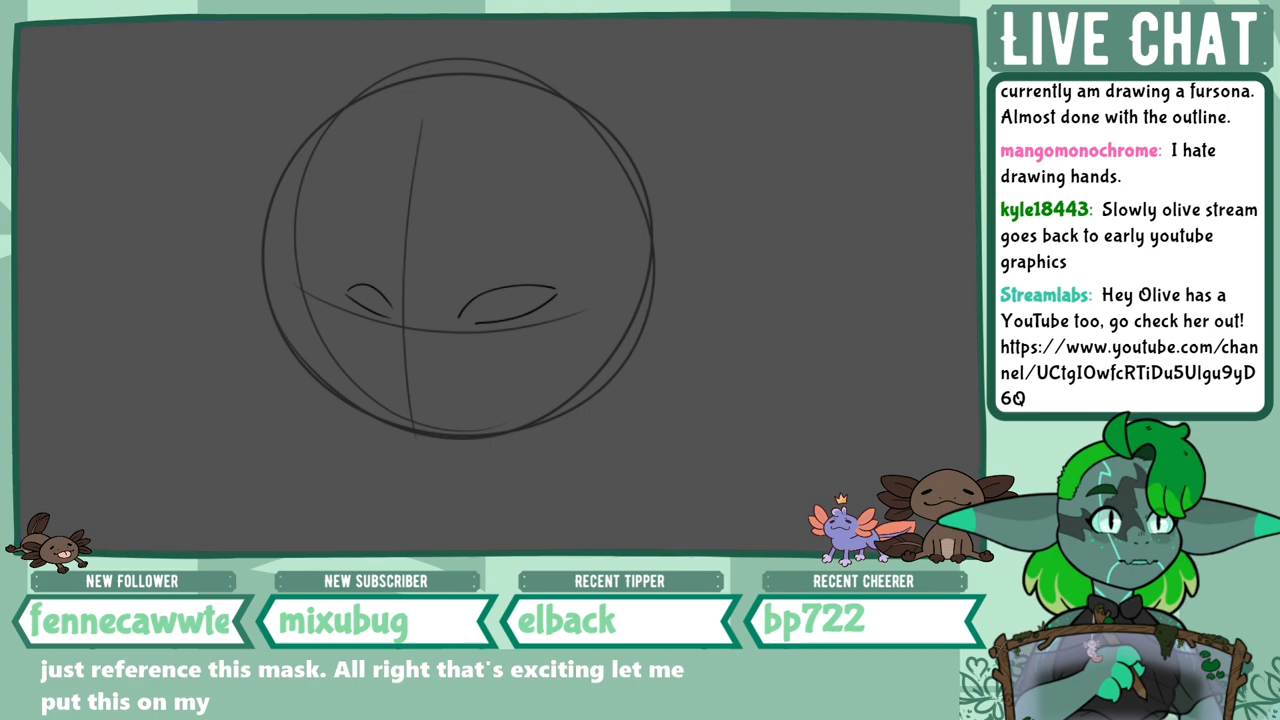 LIVE CHAT
currently am drawing a fursona.
Almost done with the outline.
mangomonochrome: I hate
drawing hands.
kyle18443: Slowly olive stream
goes back to early youtube
graphics
Streamlabs: Hey Olive has a
YouTube too, go check her out!
https://www.youtube.com/chan
nel/UCtgIOwfcRTiDu5Ulgu9yD
6Q
NEW FOLLOWER
fennecawwte
NEW SUBSCRIBER
mixubug
RECENT TIPPER
elback
RECENT CHEERER
bp722
just reference this mask. All right that's exciting let me
put this on my